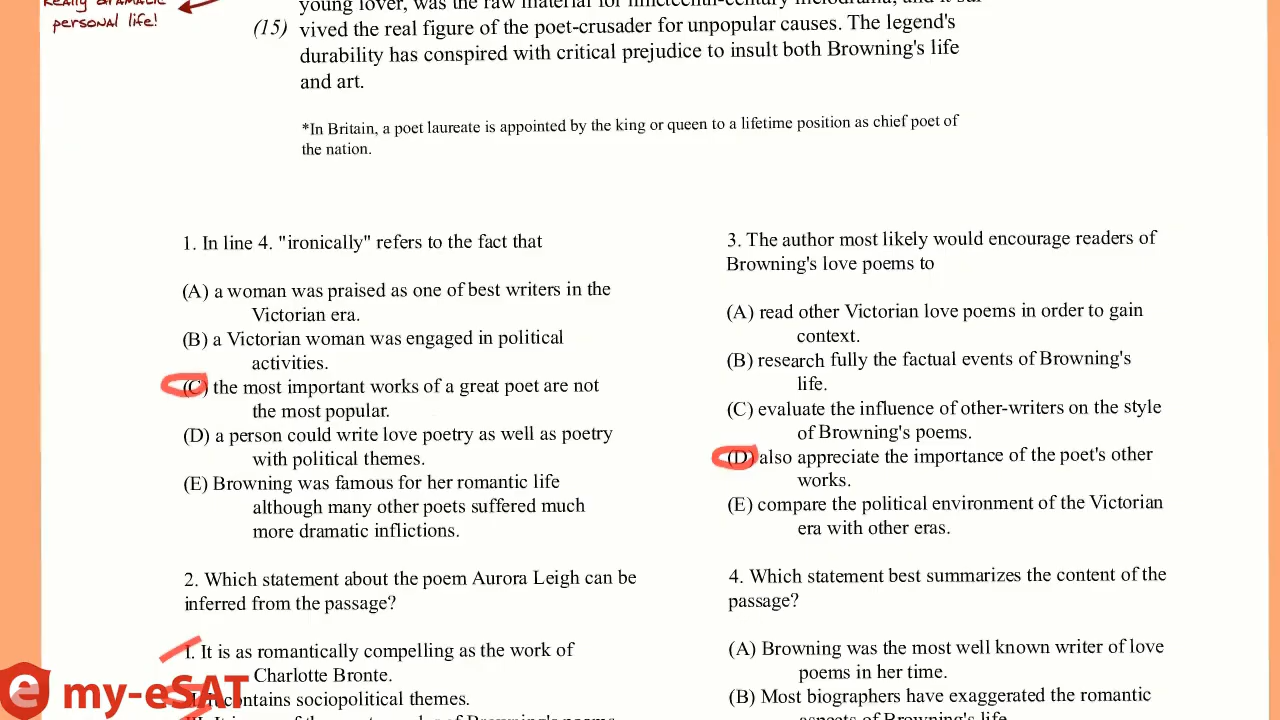 really dramatic
personal life!
young lover, was the raw material for nineteenth-century melodrama, and it sur-
(15) vived the real figure of the poet-crusader for unpopular causes. The legend's
durability has conspired with critical prejudice to insult both Browning's life
and art.
*In Britain, a poet laureate is appointed by the king or queen to a lifetime position as chief poet of
the nation.
1. In line 4. "ironically" refers to the fact that
(A) a woman was praised as one of best writers in the
Victorian era.
(B) a Victorian woman was engaged in political
activities.
(C) the most important works of a great poet are not
the most popular.
(D) a person could write love poetry as well as poetry
with political themes.
(E) Browning was famous for her romantic life
although many other poets suffered much
more dramatic inflictions.
2. Which statement about the poem Aurora Leigh can be
inferred from the passage?
I. It is as romantically compelling as the work of
Charlotte Bronte.
II. It contains sociopolitical themes.
3. The author most likely would encourage readers of
Browning's love poems to
(A) read other Victorian love poems in order to gain
context.
(B) research fully the factual events of Browning's
life.
(C) evaluate the influence of other-writers on the style
of Browning's poems.
(D) also appreciate the importance of the poet's other
works.
(E) compare the political environment of the Victorian
era with other eras.
4. Which statement best summarizes the content of the
passage?
(A) Browning was the most well known writer of love
poems in her time.
(B) Most biographers have exaggerated the romantic
aspects of Browning's life
my-eSAT